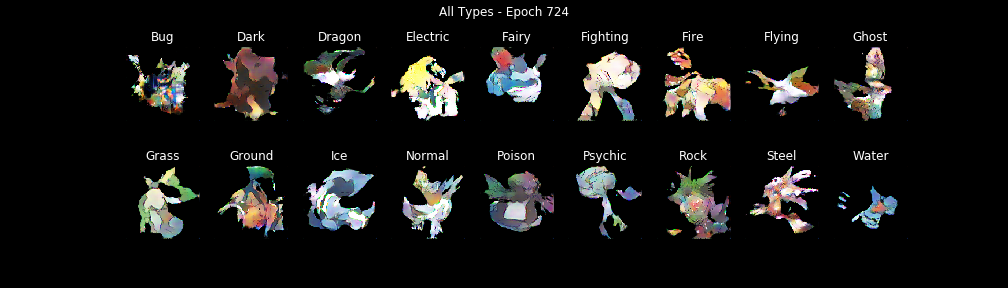 All Types - Epoch 724
Bug Dark Dragon Electric Fairy Fighting Fire Flying Ghost
Grass Ground Ice Normal Poison Psychic Rock Steel Water